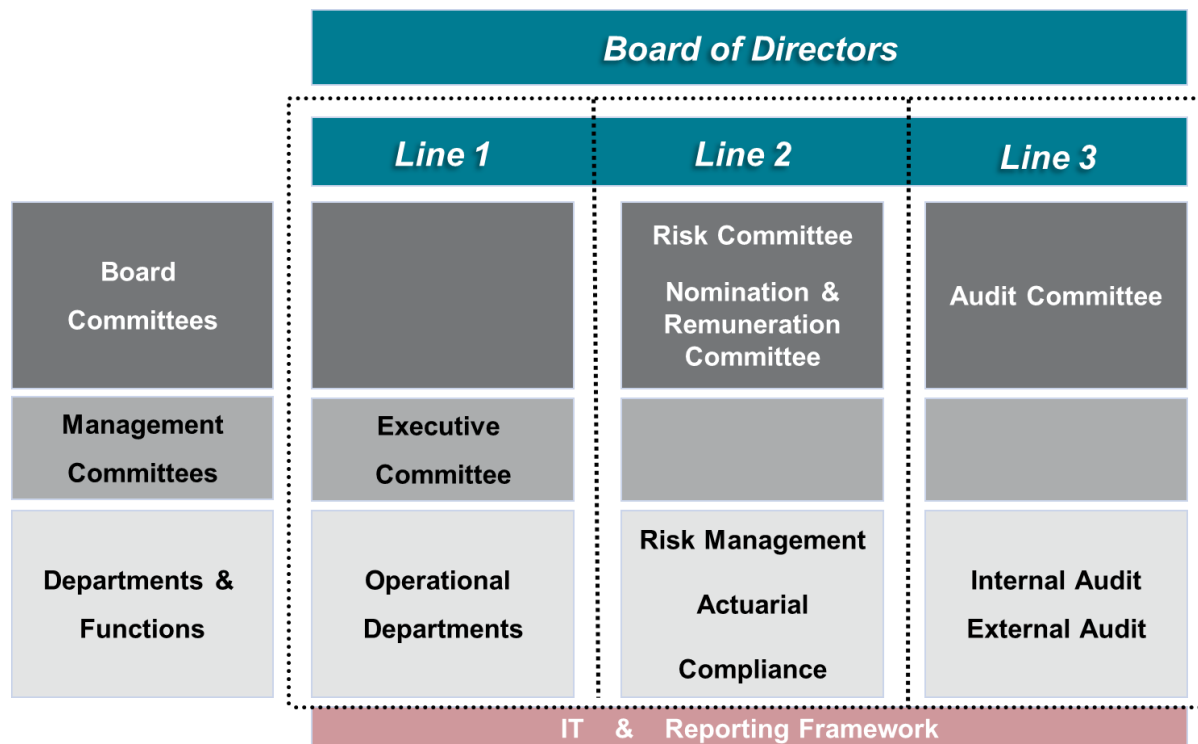 Board of Directors
Line 1
Line 2
Line 3
Board
Committees
Risk Committee
Nomination &
Remuneration
Committee
Audit Committee
Management
Committees
Executive
Committee
Departments &
Functions
Operational
Departments
Risk Management
Actuarial
Compliance
Internal Audit
External Audit
IT & Reporting Framework